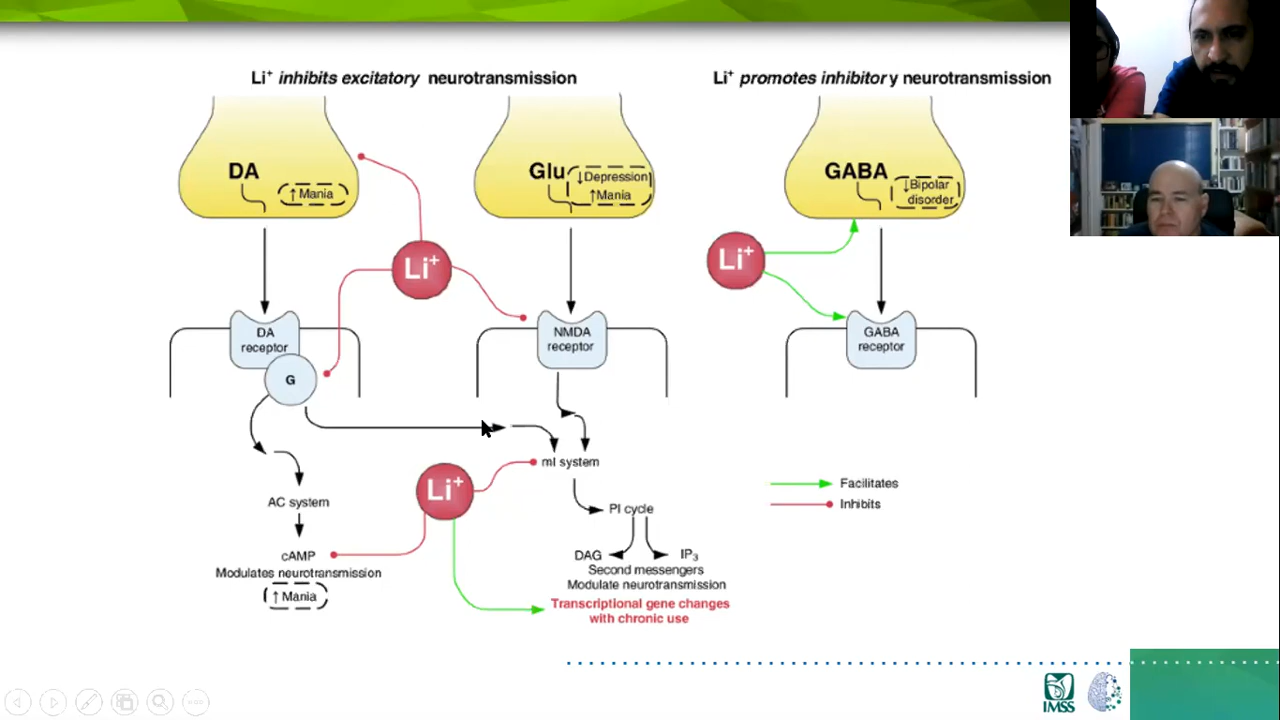 Li⁺ inhibits excitatory neurotransmission
Li⁺ promotes inhibitor y neurotransmission
DA
↑ Mania
Glu
↓Depression
↑Mania
GABA
↓Bipolar
disorder
Li⁺
Li⁺
DA
receptor
G
NMDA
receptor
GABA
receptor
mI system
Li⁺
AC system
PI cycle
Facilitates
Inhibits
cAMP
Modulates neurotransmission
↑ Mania
DAG
IP₃
Second messengers
Modulate neurotransmission
Transcriptional gene changes
with chronic use
IMSS